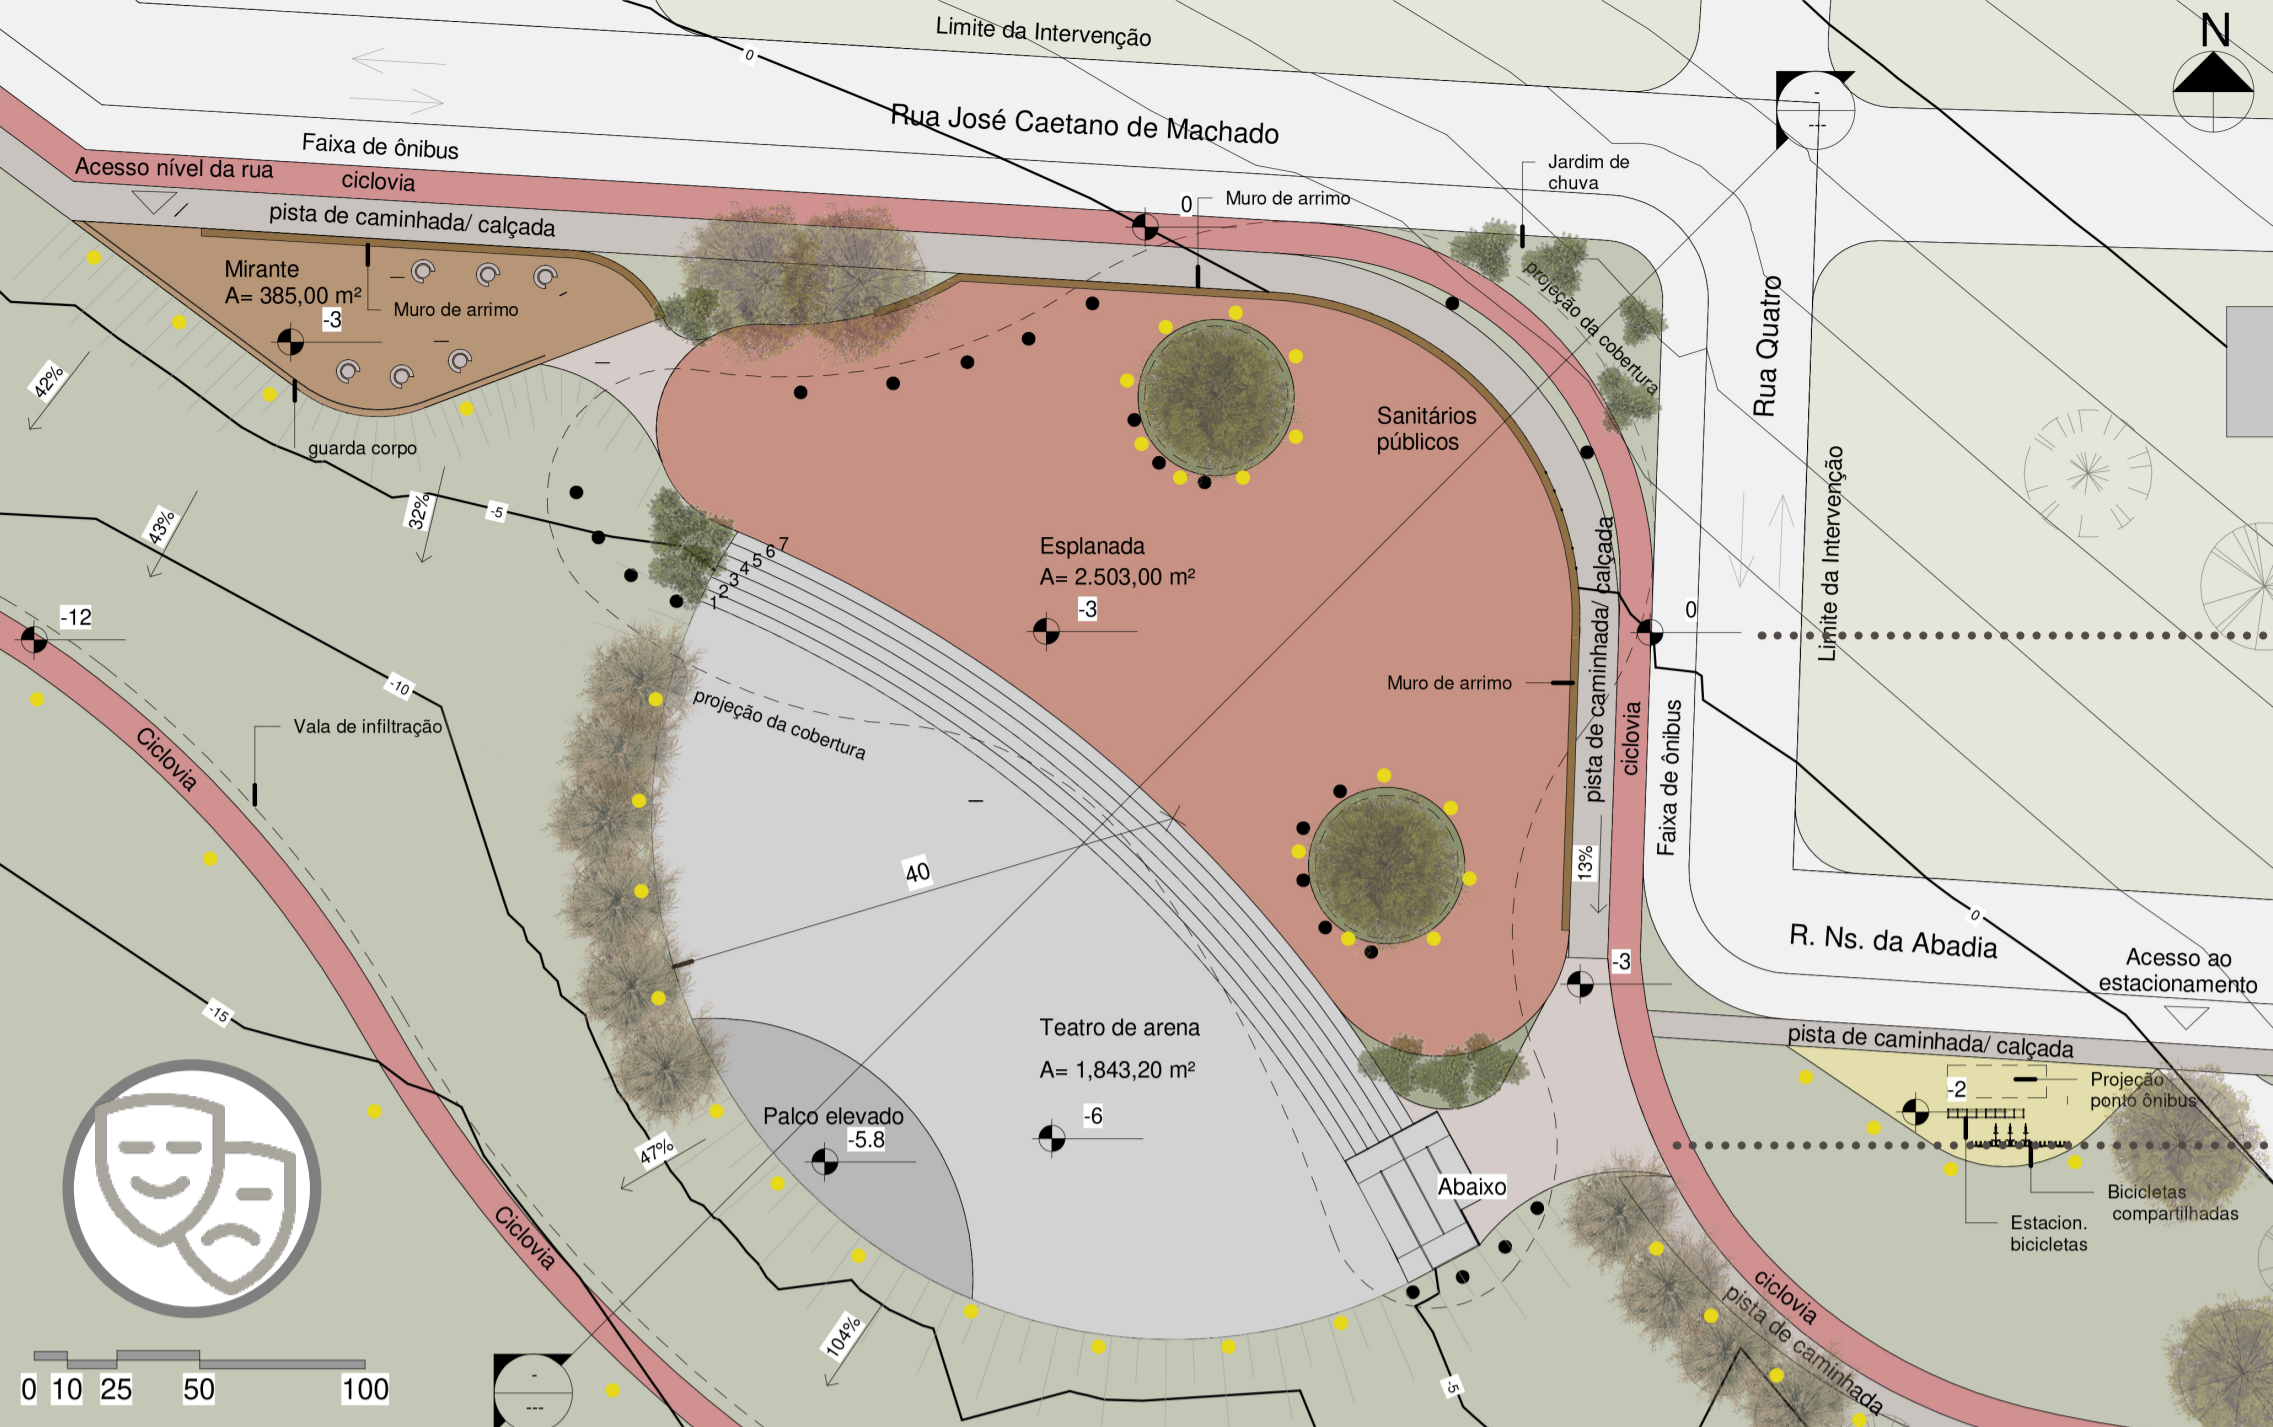 Limite da Intervenção
N
0
Rua José Caetano de Machado
-
---
Faixa de ônibus
Acesso nível da rua
ciclovia
pista de caminhada/ calçada
0
Muro de arrimo
Jardim de
chuva
projeção da cobertura
Mirante
A= 385,00 m²
-3
Muro de arrimo
guarda corpo
42%
43%
32%
-5
Sanitários
públicos
Rua Quatro
Limite da Intervenção
Esplanada
A= 2.503,00 m²
-3
1
2
3
4
5
6
7
-12
-10
0
pista de caminhada/ calçada
ciclovia
Faixa de ônibus
Muro de arrimo
13%
projeção da cobertura
Vala de infiltração
Ciclovia
40
-3
0
R. Ns. da Abadia
Acesso ao
estacionamento
pista de caminhada/ calçada
-15
Teatro de arena
A= 1,843,20 m²
-6
Palco elevado
-5.8
-2
Projeção
ponto ônibus
47%
Abaixo
Bicicletas
compartilhadas
Estacion.
bicicletas
Ciclovia
ciclovia
pista de caminhada
104%
-5
0 10 25 50 100
-
---